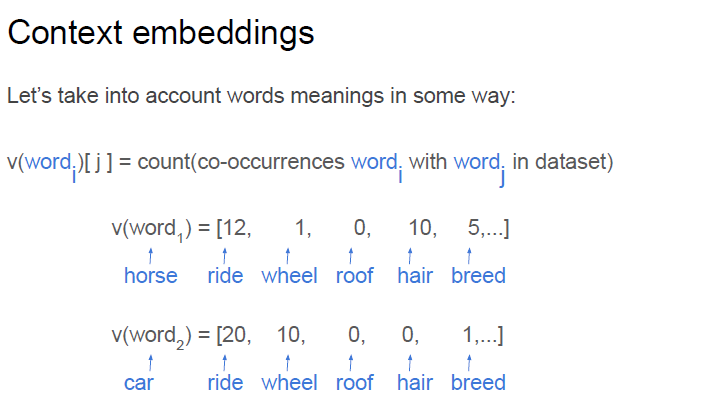 Context embeddings
Let's take into account words meanings in some way:
v(word_i)[ j ] = count(co-occurrences word_i with word_j in dataset)
v(word_1) = [12, 1, 0, 10, 5,...]
horse ride wheel roof hair breed
v(word_2) = [20, 10, 0, 0, 1,...]
car ride wheel roof hair breed